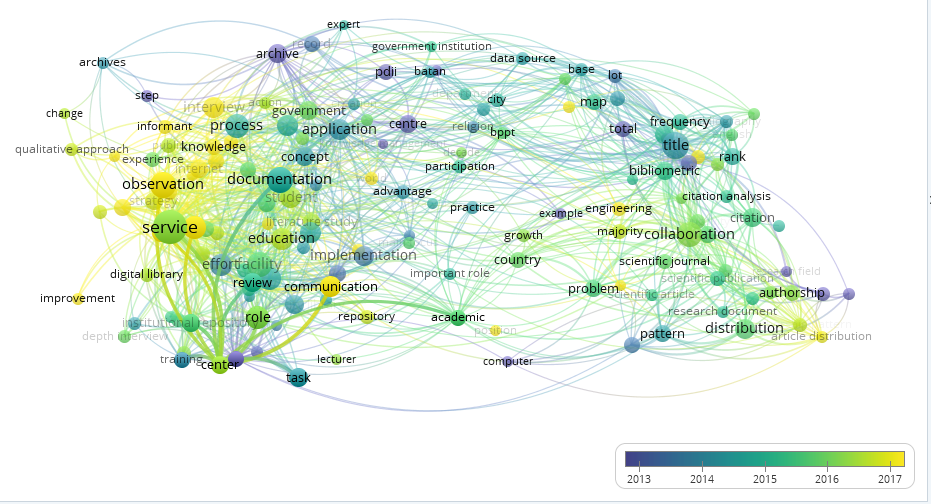 expert
record
archive
government institution
archives
data source
base
lot
pdii
batan
step
city
map
interview
action
change
government
informant
process
application
centre
religion
bppt
total
frequency
title
qualitative approach
experience
knowledge
concept
internet
participation
rank
bibliometric
observation
documentation
world
advantage
citation analysis
strategy
student
practice
example
engineering
service
literature study
citation
education
growth
majority
collaboration
effort
facility
implementation
country
scientific journal
digital library
review
communication
important role
problem
scientific publication
scientific article
authorship
improvement
research document
institutional repository
role
repository
academic
distribution
depth interview
position
pattern
article distribution
training
center
lecturer
computer
task
2013
2014
2015
2016
2017